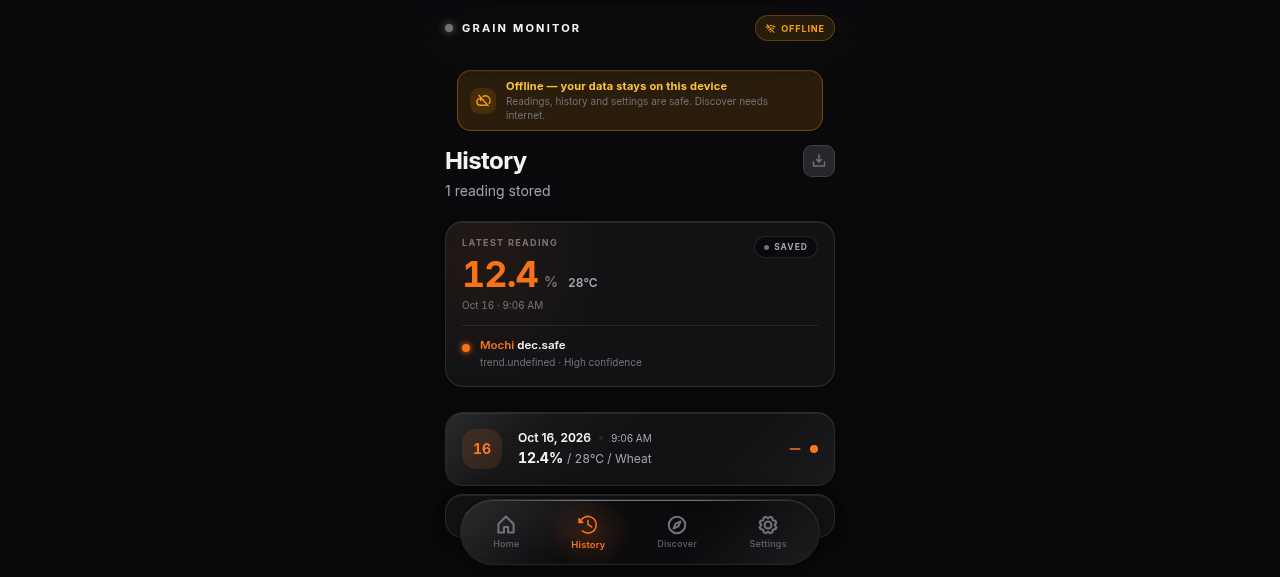 GRAIN MONITOR
OFFLINE
Offline — your data stays on this device
Readings, history and settings are safe. Discover needs
internet.
History
1 reading stored
LATEST READING
SAVED
12.4 % 28°C
Oct 16 · 9:06 AM
Mochi dec.safe
trend.undefined · High confidence
16
Oct 16, 2026 • 9:06 AM
12.4% / 28°C / Wheat
Home
History
Discover
Settings